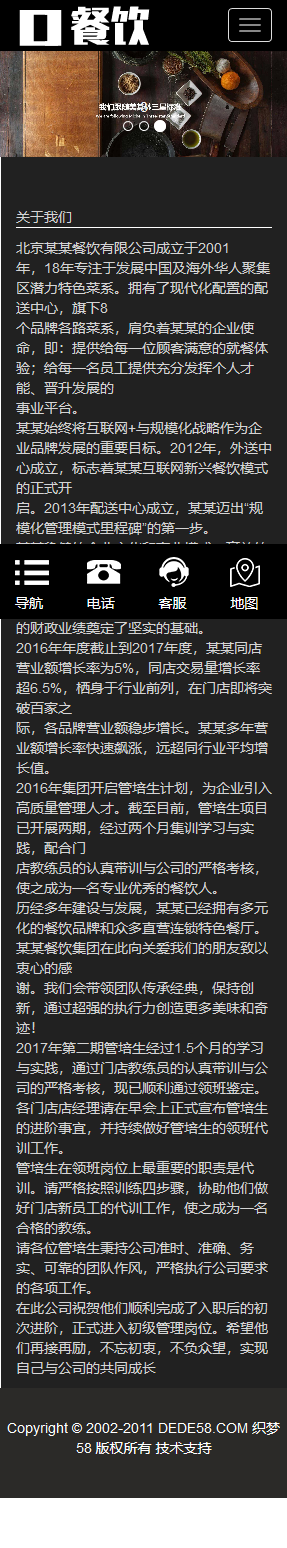 餐饮
关于我们
北京某某餐饮有限公司成立于2001
年，18年专注于发展中国及海外华人聚集
区潜力特色菜系。拥有了现代化配置的配
送中心，旗下8
个品牌各路菜系，肩负着某某的企业使
命，即：提供给每一位顾客满意的就餐体
验；给每一名员工提供充分发挥个人才
能、晋升发展的
事业平台。
某某始终将互联网+与规模化战略作为企
业品牌发展的重要目标。2012年，外送中
心成立，标志着某某互联网新兴餐饮模式
的正式开
启。2013年配送中心成立，某某迈出“规
模化管理模式里程碑”的第一步。
导航
电话
客服
地图
的财政业绩奠定了坚实的基础。
2016年年度截止到2017年度，某某同店
营业额增长率为5%，同店交易量增长率
超6.5%，栖身于行业前列，在门店即将突
破百家之
际，各品牌营业额稳步增长。某某多年营
业额增长率快速飙涨，远超同行业平均增
长值。
2016年集团开启管培生计划，为企业引入
高质量管理人才。截至目前，管培生项目
已开展两期，经过两个月集训学习与实
践，配合门
店教练员的认真带训与公司的严格考核，
使之成为一名专业优秀的餐饮人。
历经多年建设与发展，某某已经拥有多元
化的餐饮品牌和众多直营连锁特色餐厅。
某某餐饮集团在此向关爱我们的朋友致以
衷心的感
谢。我们会带领团队传承经典，保持创
新，通过超强的执行力创造更多美味和奇
迹！
2017年第二期管培生经过1.5个月的学习
与实践，通过门店教练员的认真带训与公
司的严格考核，现已顺利通过领班鉴定。
各门店店经理请在早会上正式宣布管培生
的进阶事宜，并持续做好管培生的领班代
训工作。
管培生在领班岗位上最重要的职责是代
训。请严格按照训练四步骤，协助他们做
好门店新员工的代训工作，使之成为一名
合格的教练。
请各位管培生秉持公司准时、准确、务
实、可靠的团队作风，严格执行公司要求
的各项工作。
在此公司祝贺他们顺利完成了入职后的初
次进阶，正式进入初级管理岗位。希望他
们再接再励，不忘初衷，不负众望，实现
自己与公司的共同成长
Copyright © 2002-2011 DEDE58.COM 织梦
58 版权所有 技术支持